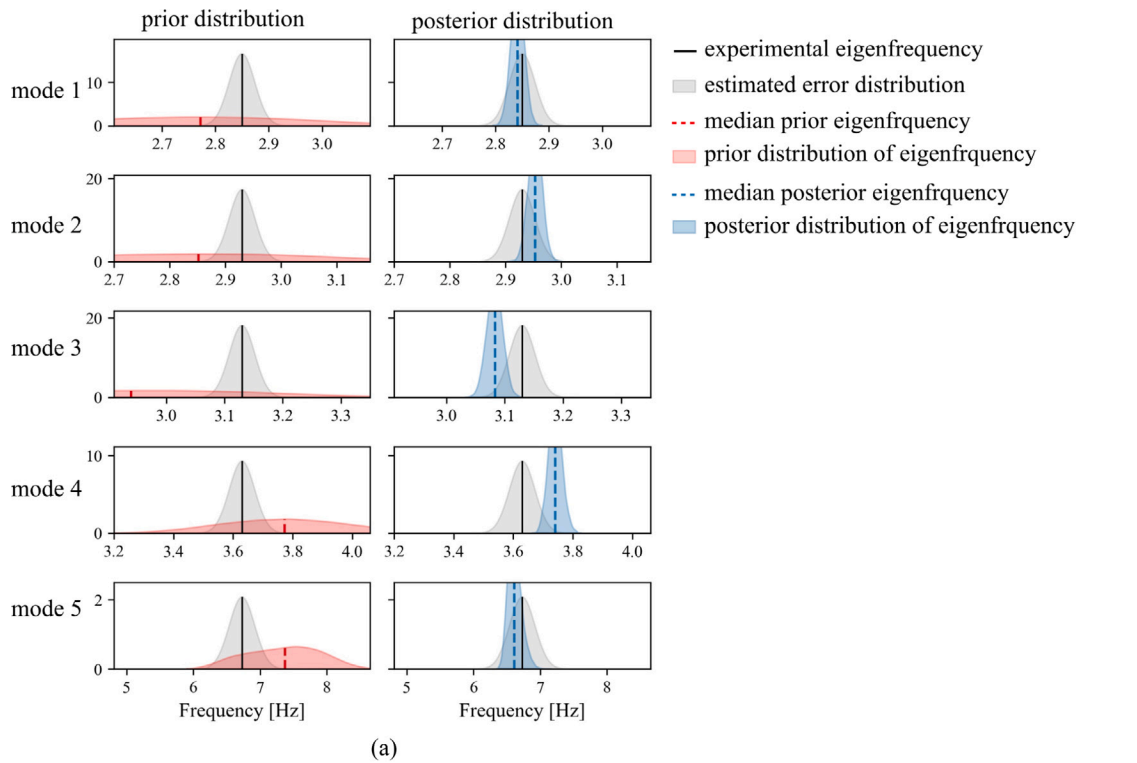 prior distribution
posterior distribution
mode 1
10
0
2.7 2.8 2.9 3.0
2.7 2.8 2.9 3.0
mode 2
20
0
2.7 2.8 2.9 3.0 3.1
2.7 2.8 2.9 3.0 3.1
mode 3
20
0
3.0 3.1 3.2 3.3
3.0 3.1 3.2 3.3
mode 4
10
0
3.2 3.4 3.6 3.8 4.0
3.2 3.4 3.6 3.8 4.0
mode 5
2
0
5 6 7 8
5 6 7 8
Frequency [Hz]
Frequency [Hz]
experimental eigenfrequency
estimated error distribution
median prior eigenfrquency
prior distribution of eigenfrquency
median posterior eigenfrquency
posterior distribution of eigenfrquency
(a)